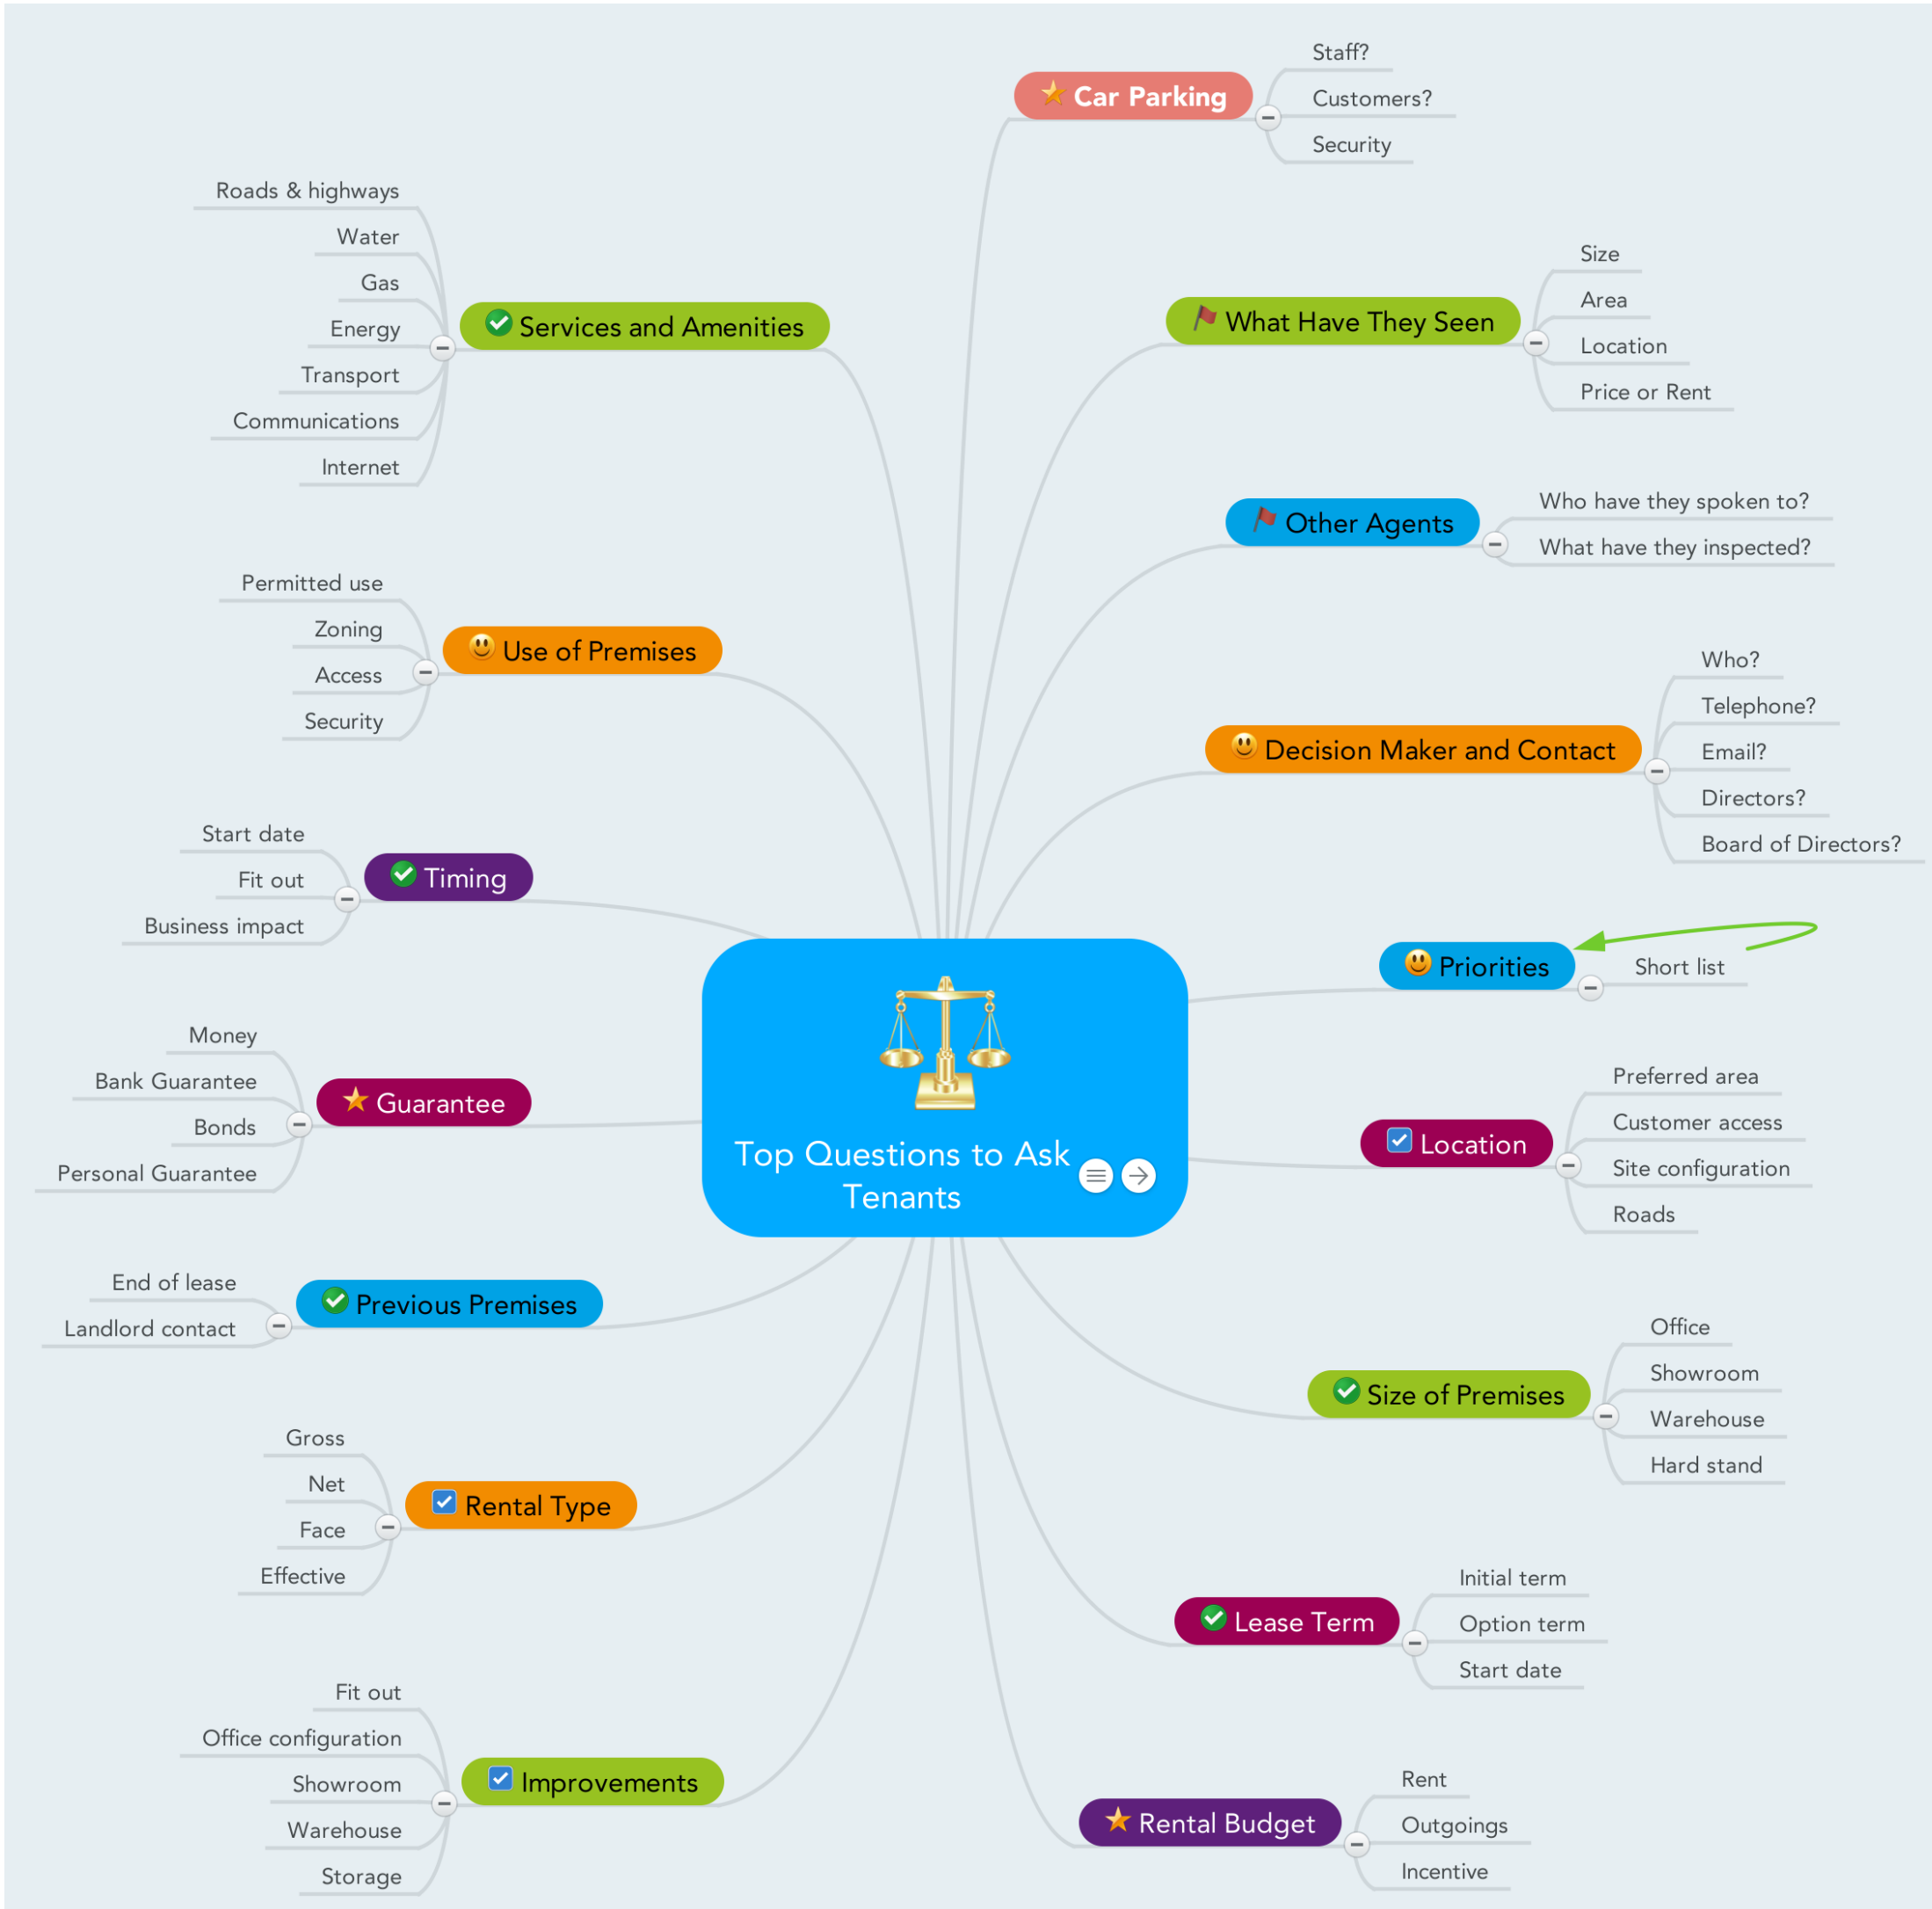 Top Questions to Ask
Tenants
Car Parking
Staff?
Customers?
Security
What Have They Seen
Size
Area
Location
Price or Rent
Other Agents
Who have they spoken to?
What have they inspected?
Decision Maker and Contact
Who?
Telephone?
Email?
Directors?
Board of Directors?
Priorities
Short list
Location
Preferred area
Customer access
Site configuration
Roads
Size of Premises
Office
Showroom
Warehouse
Hard stand
Lease Term
Initial term
Option term
Start date
Rental Budget
Rent
Outgoings
Incentive
Services and Amenities
Roads & highways
Water
Gas
Energy
Transport
Communications
Internet
Use of Premises
Permitted use
Zoning
Access
Security
Timing
Start date
Fit out
Business impact
Guarantee
Money
Bank Guarantee
Bonds
Personal Guarantee
Previous Premises
End of lease
Landlord contact
Rental Type
Gross
Net
Face
Effective
Improvements
Fit out
Office configuration
Showroom
Warehouse
Storage